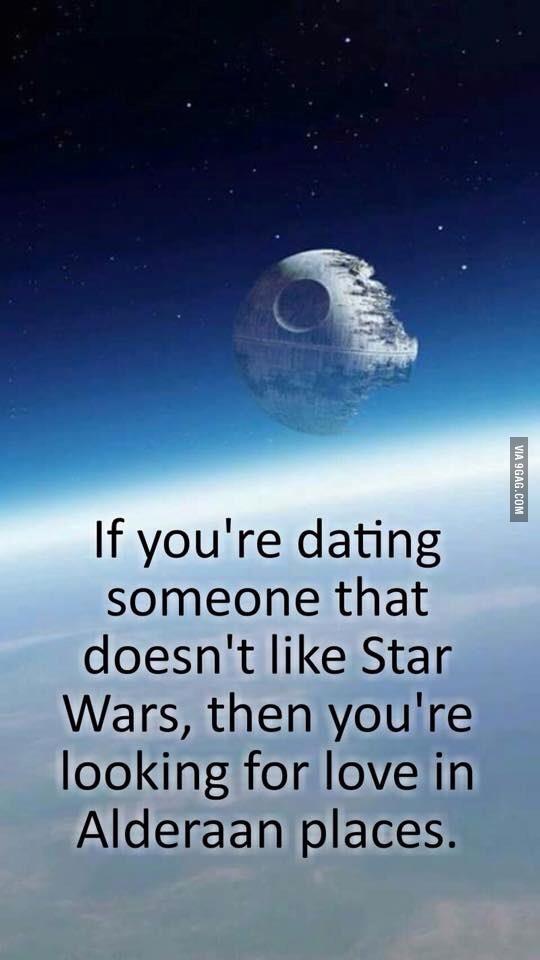 VIA 9GAG.COM
If you're dating
someone that
doesn't like Star
Wars, then you're
looking for love in
Alderaan places.